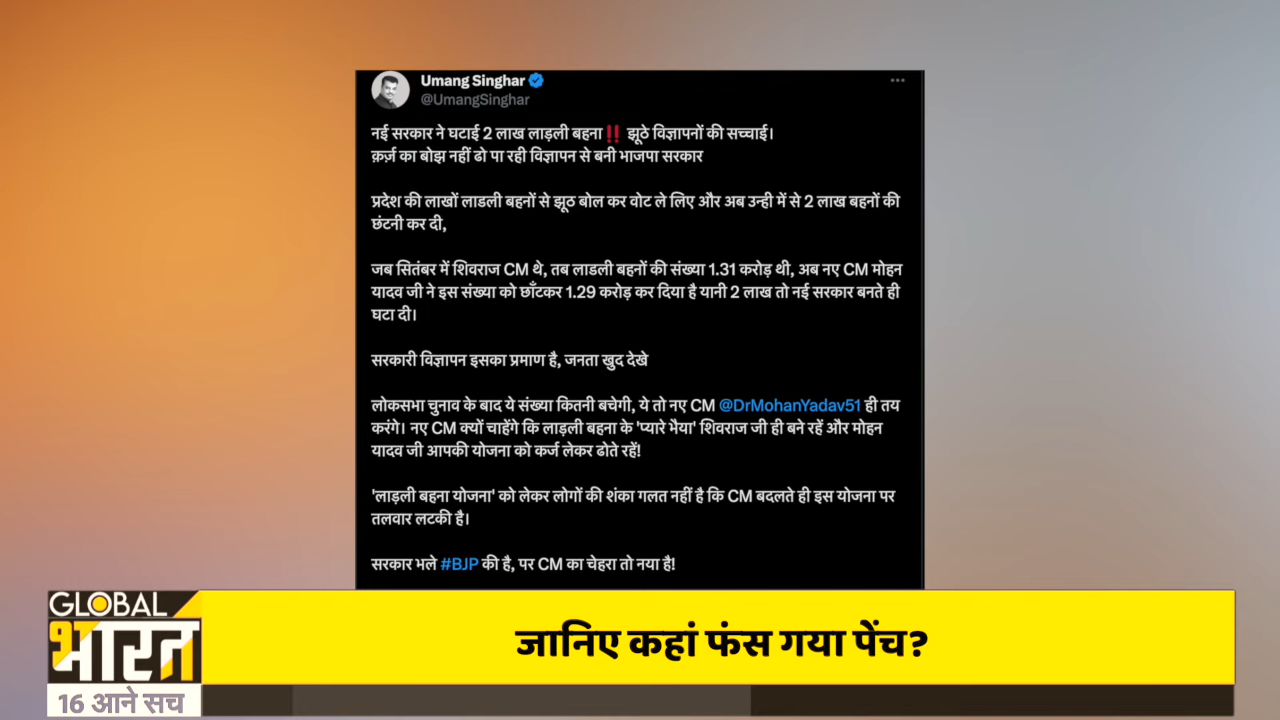 Umang Singhar
@UmangSinghar
नई सरकार ने घटाई 2 लाख लाड़ली बहना‼️ झूठे विज्ञापनों की सच्चाई।
क़र्ज़ का बोझ नहीं ढो पा रही विज्ञापन से बनी भाजपा सरकार
प्रदेश की लाखों लाडली बहनों से झूठ बोल कर वोट ले लिए और अब उन्ही में से 2 लाख बहनों की
छंटनी कर दी,
जब सितंबर में शिवराज CM थे, तब लाडली बहनों की संख्या 1.31 करोड़ थी, अब नए CM मोहन
यादव जी ने इस संख्या को छाँटकर 1.29 करोड़ कर दिया है यानी 2 लाख तो नई सरकार बनते ही
घटा दी।
सरकारी विज्ञापन इसका प्रमाण है, जनता खुद देखे
लोकसभा चुनाव के बाद ये संख्या कितनी बचेगी, ये तो नए CM @DrMohanYadav51 ही तय
करंगे। नए CM क्यों चाहेंगे कि लाड़ली बहना के 'प्यारे भैया' शिवराज जी ही बने रहें और मोहन
यादव जी आपकी योजना को कर्ज लेकर ढोते रहें!
'लाड़ली बहना योजना' को लेकर लोगों की शंका गलत नहीं है कि CM बदलते ही इस योजना पर
तलवार लटकी है।
सरकार भले #BJP की है, पर CM का चेहरा तो नया है!
GLOBAL
भारत
16 आने सच
जानिए कहां फंस गया पेंच?